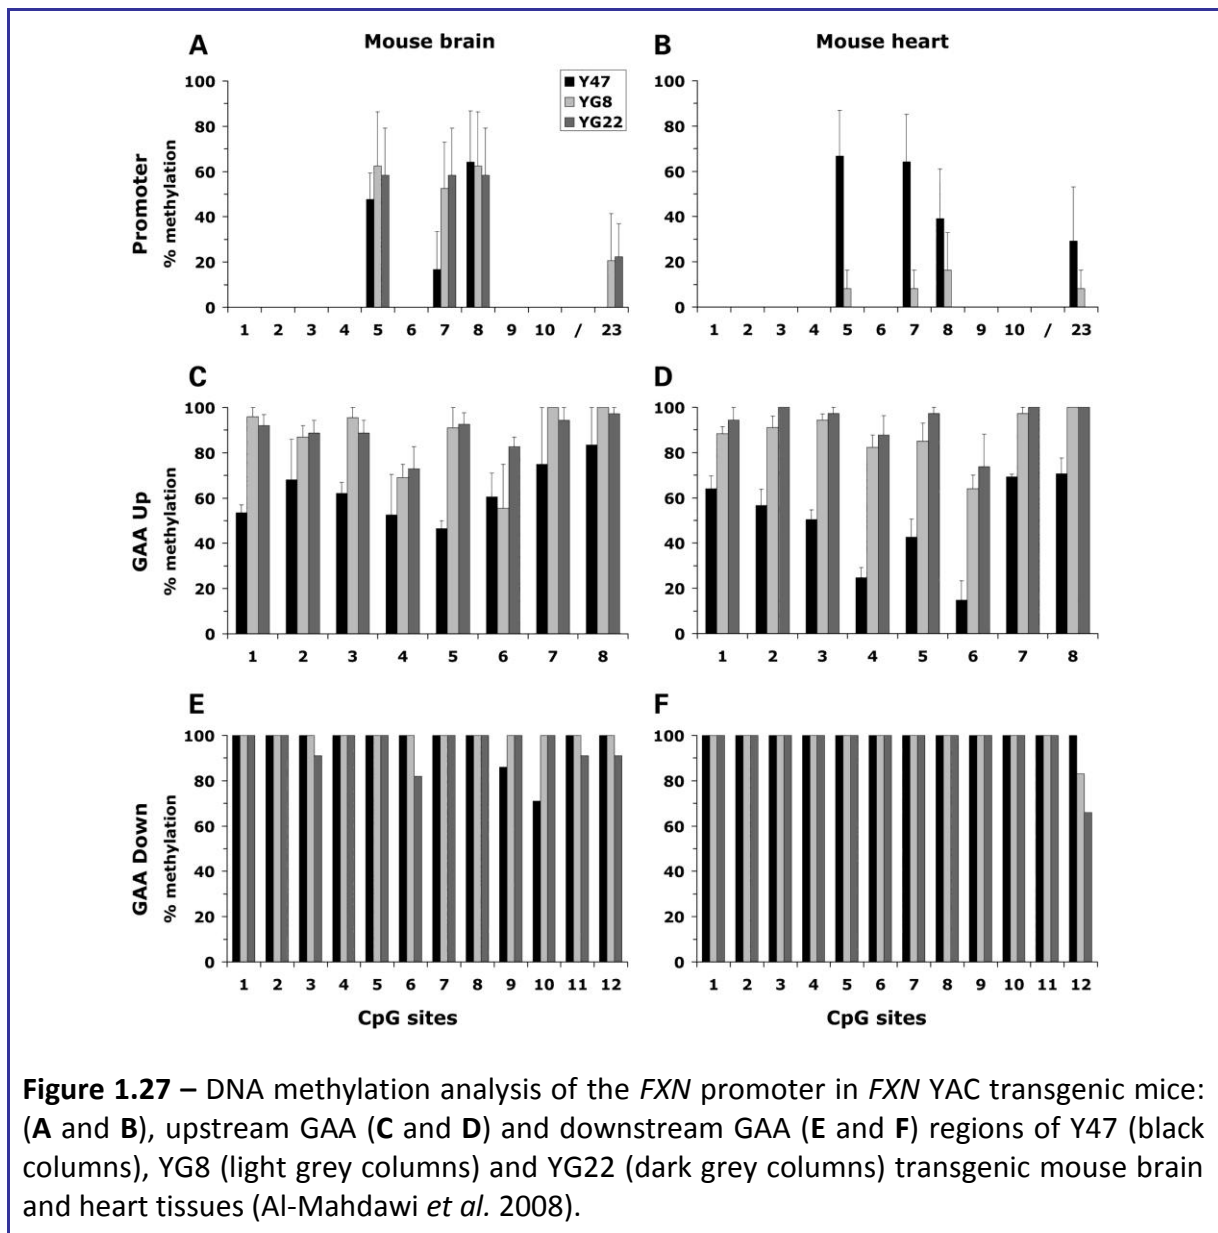 A Mouse brain
B Mouse heart
Y47
YG8
YG22
Promoter
% methylation
100
80
60
40
20
0
1 2 3 4 5 6 7 8 9 10 / 23
100
80
60
40
20
0
1 2 3 4 5 6 7 8 9 10 / 23
C
D
GAA Up
% methylation
100
80
60
40
20
0
1 2 3 4 5 6 7 8
100
80
60
40
20
0
1 2 3 4 5 6 7 8
E
F
GAA Down
% methylation
100
80
60
40
20
0
1 2 3 4 5 6 7 8 9 10 11 12
CpG sites
100
80
60
40
20
0
1 2 3 4 5 6 7 8 9 10 11 12
CpG sites
Figure 1.27 – DNA methylation analysis of the FXN promoter in FXN YAC transgenic mice:
(A and B), upstream GAA (C and D) and downstream GAA (E and F) regions of Y47 (black
columns), YG8 (light grey columns) and YG22 (dark grey columns) transgenic mouse brain
and heart tissues (Al-Mahdawi et al. 2008).